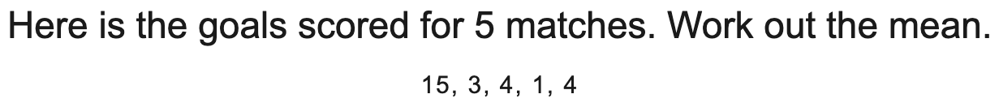 Here is the goals scored for 5 matches. Work out the mean.
15, 3, 4, 1, 4